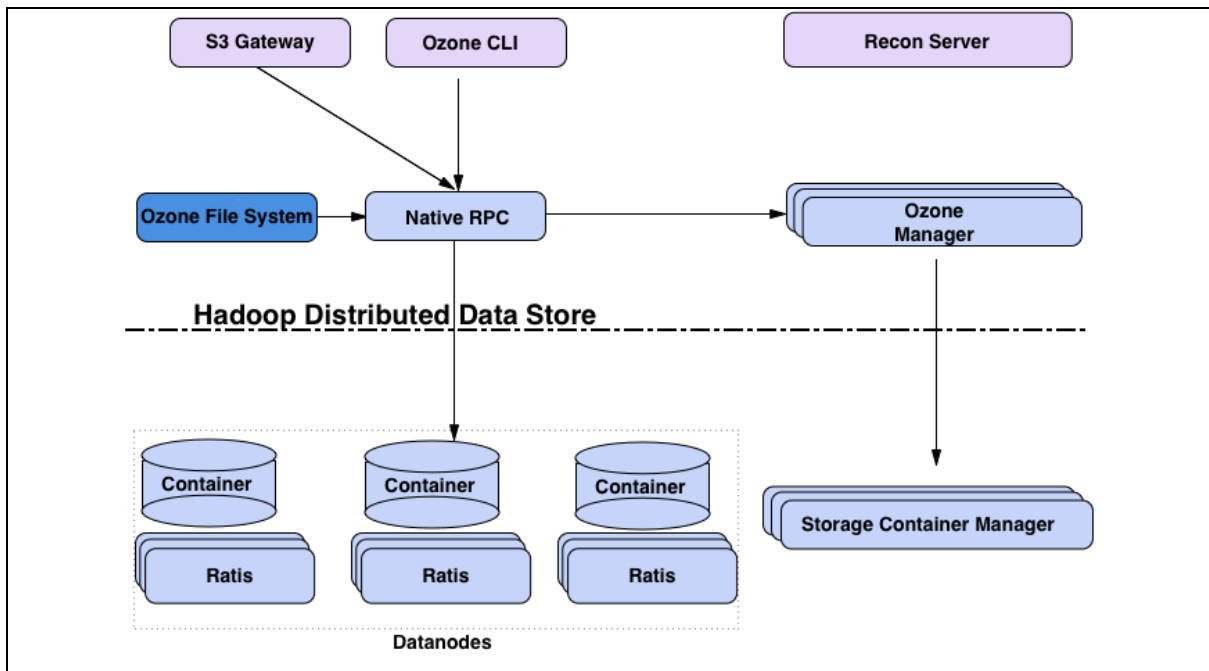 S3 Gateway
Ozone CLI
Recon Server
Ozone File System
Native RPC
Ozone
Manager
Hadoop Distributed Data Store
Container
Container
Container
Storage Container Manager
Ratis
Ratis
Ratis
Datanodes